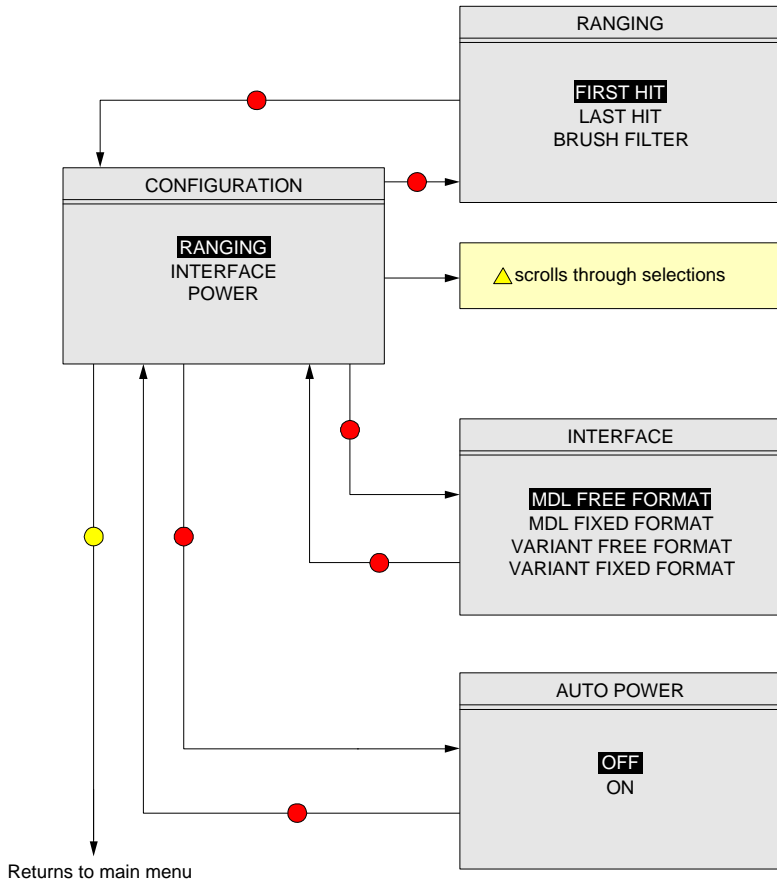 RANGING
FIRST HIT
LAST HIT
BRUSH FILTER
CONFIGURATION
RANGING
INTERFACE
POWER
scrolls through selections
INTERFACE
MDL FREE FORMAT
MDL FIXED FORMAT
VARIANT FREE FORMAT
VARIANT FIXED FORMAT
AUTO POWER
OFF
ON
Returns to main menu